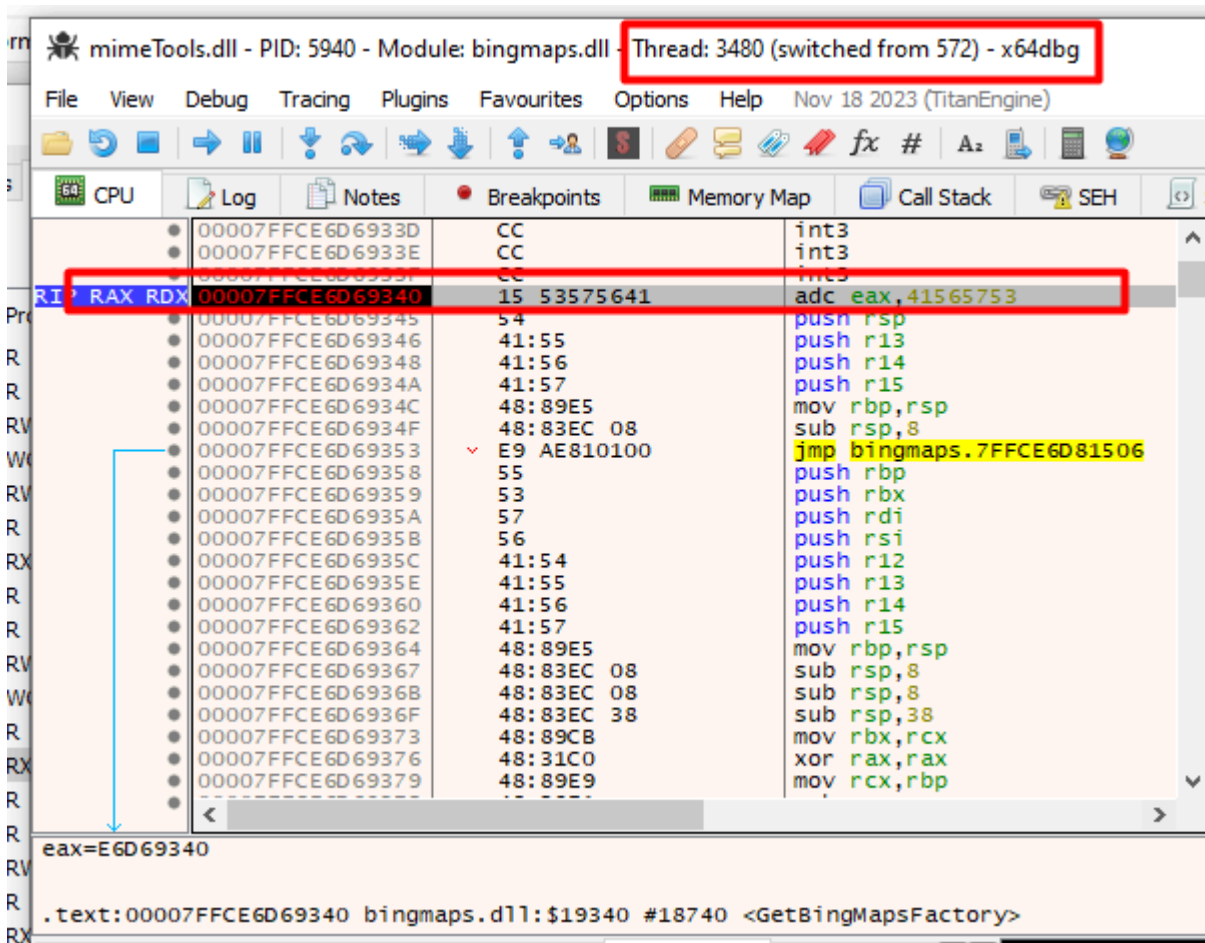 orm
mimeTools.dll - PID: 5940 - Module: bingmaps.dll - Thread: 3480 (switched from 572) - x64dbg
File View Debug Tracing Plugins Favourites Options Help Nov 18 2023 (TitanEngine)
CPU Log Notes Breakpoints Memory Map Call Stack SEH
00007FFCE6D6933D CC int3
00007FFCE6D6933E CC int3
00007FFCE6D6933F CC int3
RIP RAX RDX 00007FFCE6D69340 15 53575641 adc eax,41565753
00007FFCE6D69345 54 push rsp
00007FFCE6D69346 41:55 push r13
00007FFCE6D69348 41:56 push r14
00007FFCE6D6934A 41:57 push r15
00007FFCE6D6934C 48:89E5 mov rbp,rsp
00007FFCE6D6934F 48:83EC 08 sub rsp,8
00007FFCE6D69353 E9 AE810100 jmp bingmaps.7FFCE6D81506
00007FFCE6D69358 55 push rbp
00007FFCE6D69359 53 push rbx
00007FFCE6D6935A 57 push rdi
00007FFCE6D6935B 56 push rsi
00007FFCE6D6935C 41:54 push r12
00007FFCE6D6935E 41:55 push r13
00007FFCE6D69360 41:56 push r14
00007FFCE6D69362 41:57 push r15
00007FFCE6D69364 48:89E5 mov rbp,rsp
00007FFCE6D69367 48:83EC 08 sub rsp,8
00007FFCE6D6936B 48:83EC 08 sub rsp,8
00007FFCE6D6936F 48:83EC 38 sub rsp,38
00007FFCE6D69373 48:89CB mov rbx,rcx
00007FFCE6D69376 48:31C0 xor rax,rax
00007FFCE6D69379 48:89E9 mov rcx,rbp
eax=E6D69340
.text:00007FFCE6D69340 bingmaps.dll:$19340 #18740 <GetBingMapsFactory>